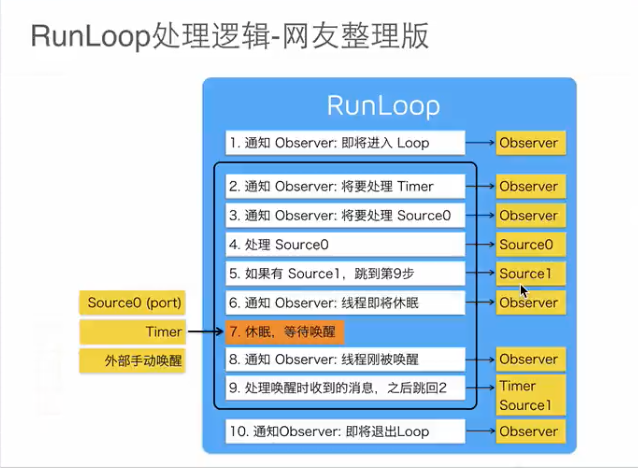 RunLoop处理逻辑-网友整理版
RunLoop
1. 通知 Observer: 即将进入 Loop
Observer
2. 通知 Observer: 将要处理 Timer
Observer
3. 通知 Observer: 将要处理 Source0
Observer
4. 处理 Source0
Source0
5. 如果有 Source1，跳到第9步
Source1
6. 通知 Observer: 线程即将休眠
Observer
Source0 (port)
Timer
外部手动唤醒
7. 休眠，等待唤醒
8. 通知 Observer: 线程刚被唤醒
Observer
9. 处理唤醒时收到的消息，之后跳回2
Timer
Source1
10. 通知Observer: 即将退出Loop
Observer